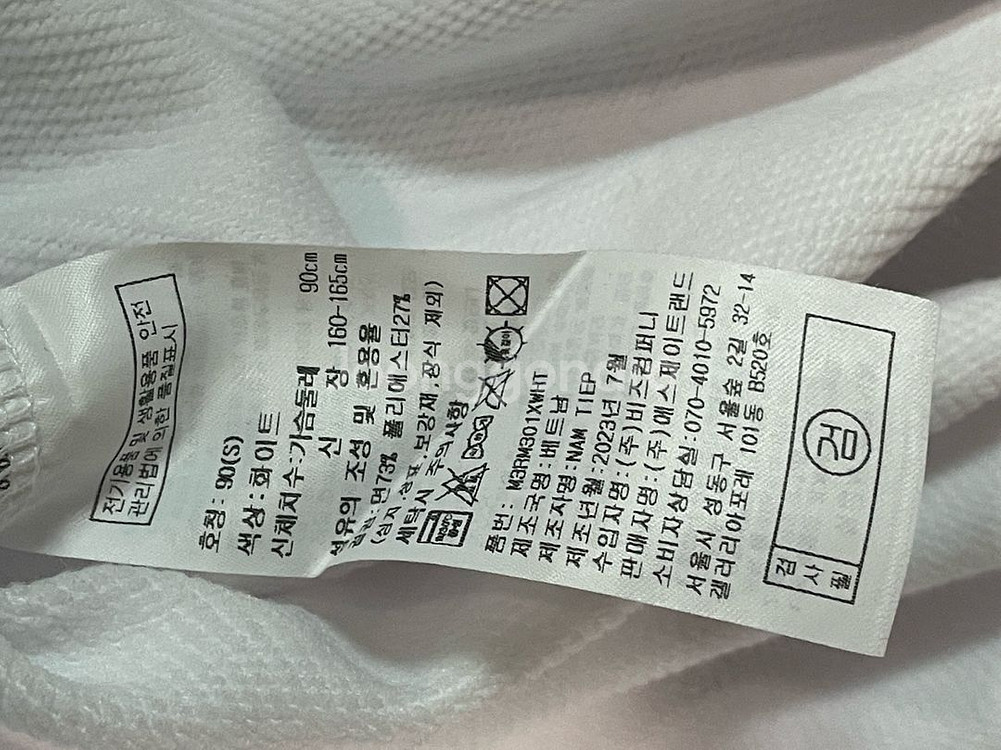 전기용품 및 생활용품 안전
관리법에 의한 품질표시
호칭: 90(S)
색상:화이트
신체치수:가슴둘레 90cm
신 장 160-165cm
섬유의 조성 및 혼용율
겉감:면73% 폴리에스터27%
(심지,상표,보강재,장식 제외)
세탁시 주의사항
품번: M3RM301XWHT
제조국명:베트남
제조자명:NAM TIEP
제조년월:2023년 7월
수입자명:(주)비즈컴퍼니
판매자명:(주)에스제이트랜드
소비자상담실:070-4010-5972
서울시 성동구 서울숲 2길 32-14
갤러리아포레 101동 B520호
검
검 사 필